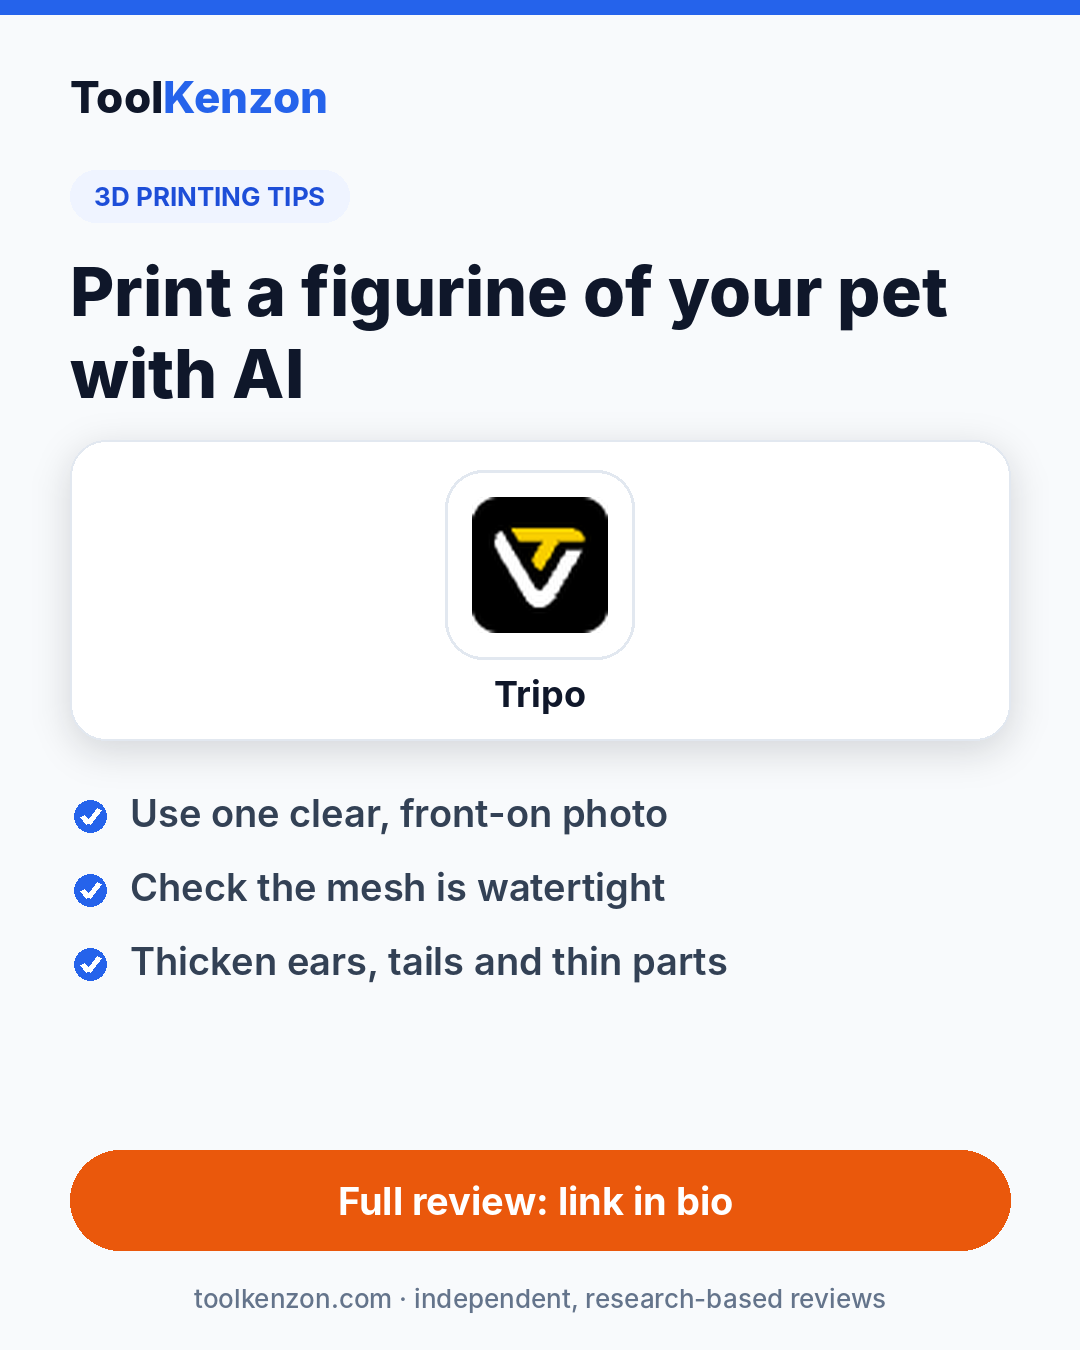 ToolKenzon
3D PRINTING TIPS
Print a figurine of your pet
with AI
Tripo
Use one clear, front-on photo
Check the mesh is watertight
Thicken ears, tails and thin parts
Full review: link in bio
toolkenzon.com · independent, research-based reviews